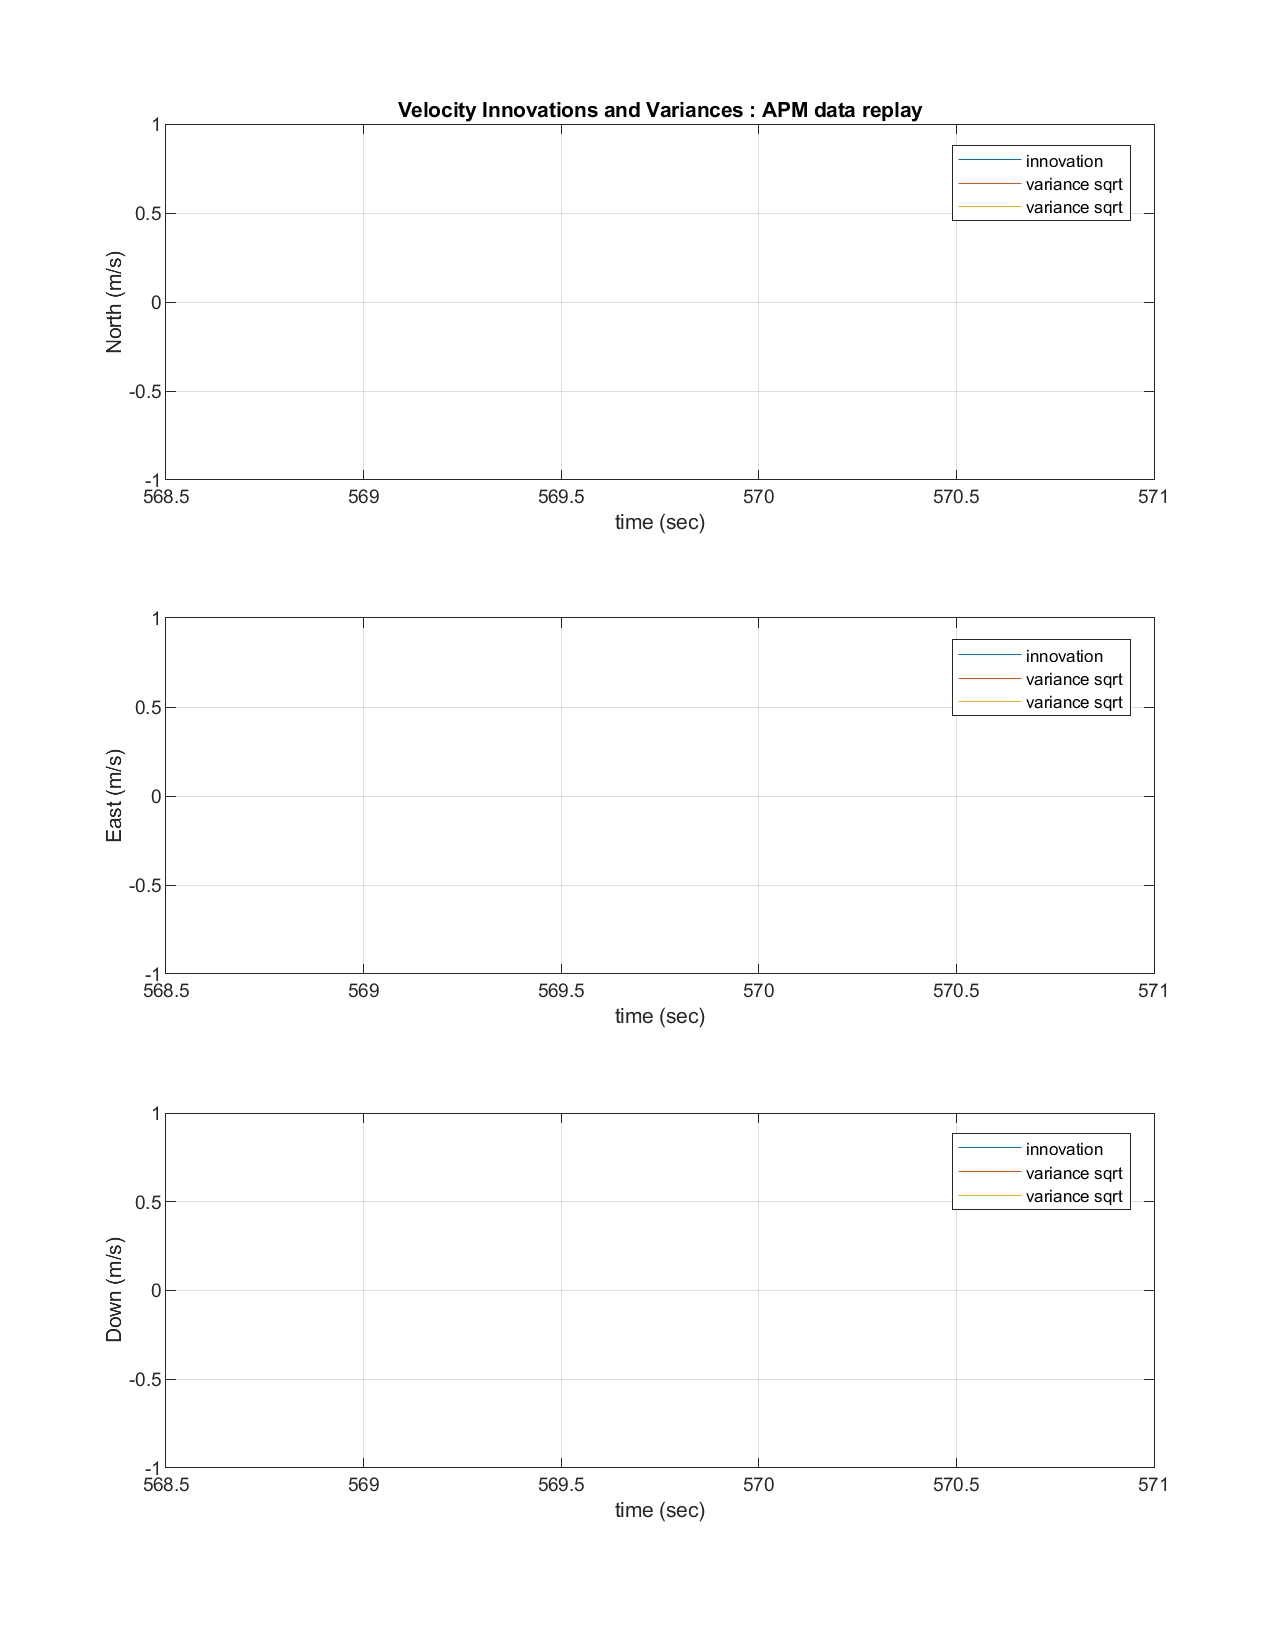 Velocity Innovations and Variances : APM data replay
1
0.5
0
-0.5
-1
North (m/s)
innovation
variance sqrt
variance sqrt
568.5 569 569.5 570 570.5 571
time (sec)
1
0.5
0
-0.5
-1
East (m/s)
innovation
variance sqrt
variance sqrt
568.5 569 569.5 570 570.5 571
time (sec)
1
0.5
0
-0.5
-1
Down (m/s)
innovation
variance sqrt
variance sqrt
568.5 569 569.5 570 570.5 571
time (sec)